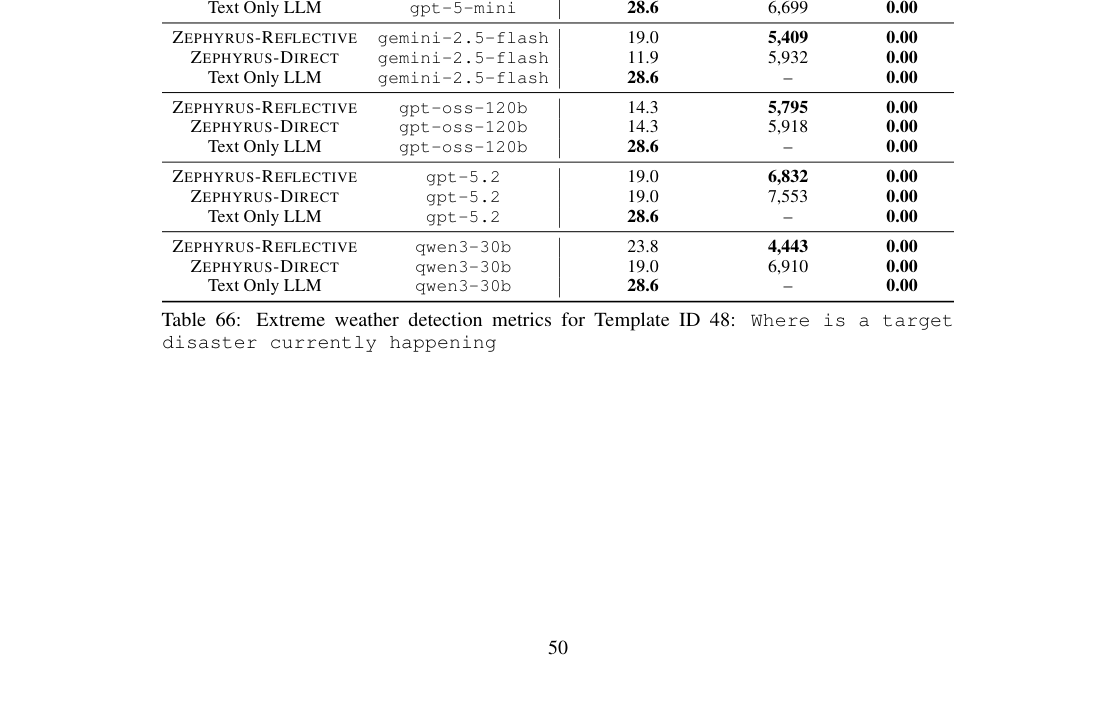 Text Only LLM gpt-5-mini 28.6 6,699 0.00
ZEPHYRUS-REFLECTIVE gemini-2.5-flash 19.0 5,409 0.00
ZEPHYRUS-DIRECT gemini-2.5-flash 11.9 5,932 0.00
Text Only LLM gemini-2.5-flash 28.6 – 0.00
ZEPHYRUS-REFLECTIVE gpt-oss-120b 14.3 5,795 0.00
ZEPHYRUS-DIRECT gpt-oss-120b 14.3 5,918 0.00
Text Only LLM gpt-oss-120b 28.6 – 0.00
ZEPHYRUS-REFLECTIVE gpt-5.2 19.0 6,832 0.00
ZEPHYRUS-DIRECT gpt-5.2 19.0 7,553 0.00
Text Only LLM gpt-5.2 28.6 – 0.00
ZEPHYRUS-REFLECTIVE qwen3-30b 23.8 4,443 0.00
ZEPHYRUS-DIRECT qwen3-30b 19.0 6,910 0.00
Text Only LLM qwen3-30b 28.6 – 0.00
Table 66: Extreme weather detection metrics for Template ID 48: Where is a target
disaster currently happening
50